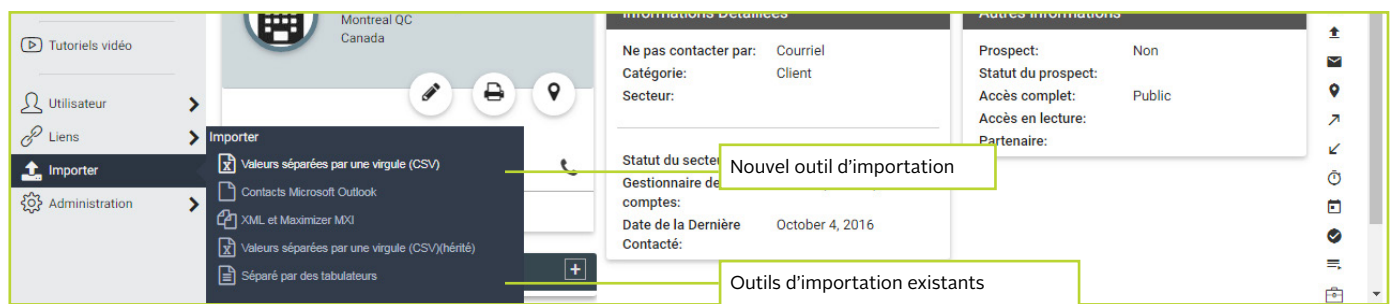 Montreal QC
Canada
Informations Détaillées
Autres Informations
Tutoriels vidéo
Ne pas contacter par: Courriel
Catégorie: Client
Secteur:
Prospect: Non
Statut du prospect:
Accès complet: Public
Accès en lecture:
Partenaire:
Utilisateur
Liens
Importer
Administration
Importer
Valeurs séparées par une virgule (CSV)
Contacts Microsoft Outlook
XML et Maximizer MXI
Valeurs séparées par une virgule (CSV)(hérité)
Séparé par des tabulateurs
Statut du secteu
Nouvel outil d’importation
Gestionnaire de
comptes:
Date de la Dernière October 4, 2016
Contacté:
Outils d’importation existants